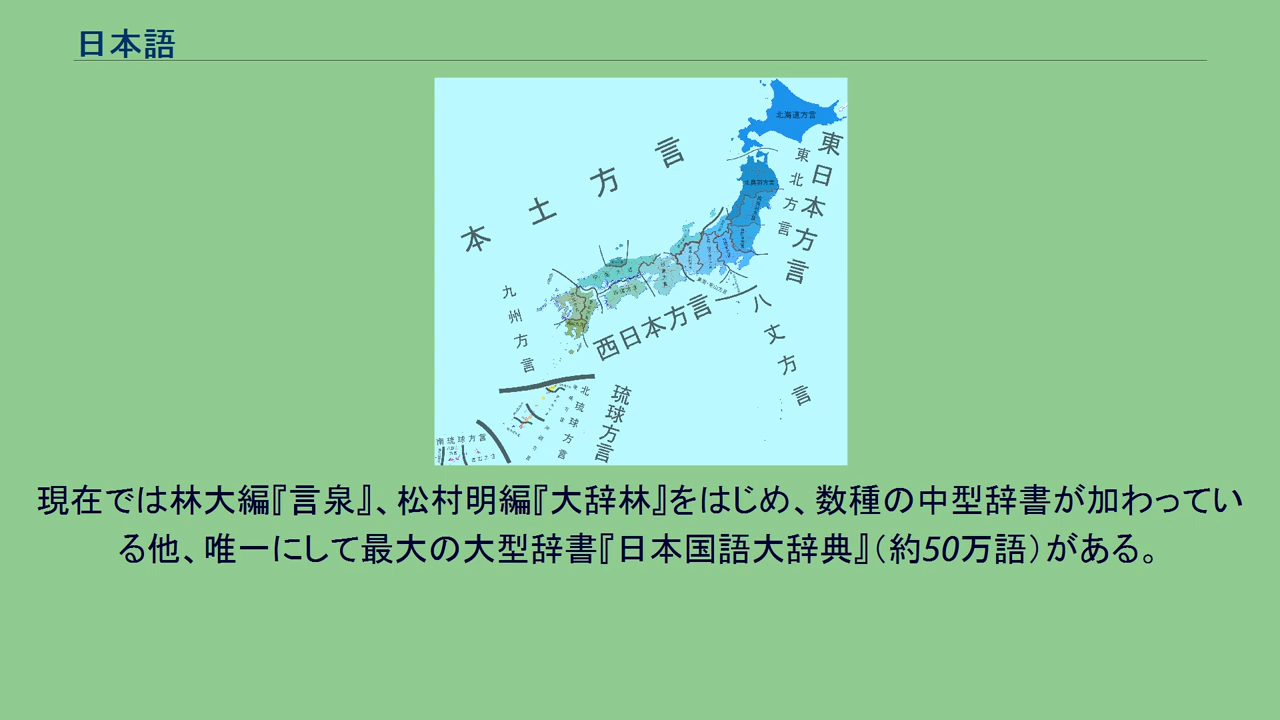 日本語
北海道方言
東日本方言
東北方言
本土方言
九州方言
西日本方言
八丈方言
北琉球方言
琉球方言
南琉球方言
現在では林大編『言泉』、松村明編『大辞林』をはじめ、数種の中型辞書が加わってい
る他、唯一にして最大の大型辞書『日本国語大辞典』（約50万語）がある。